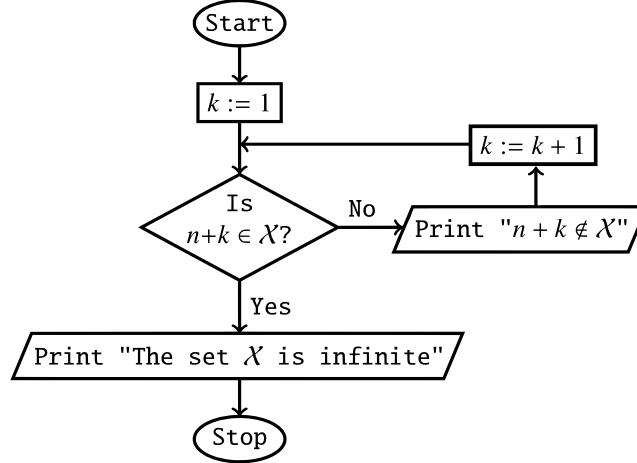 Start
k := 1
k := k + 1
Is
n+k ∈ 𝒳?
No
Print "n + k ∉ 𝒳"
Yes
Print "The set 𝒳 is infinite"
Stop